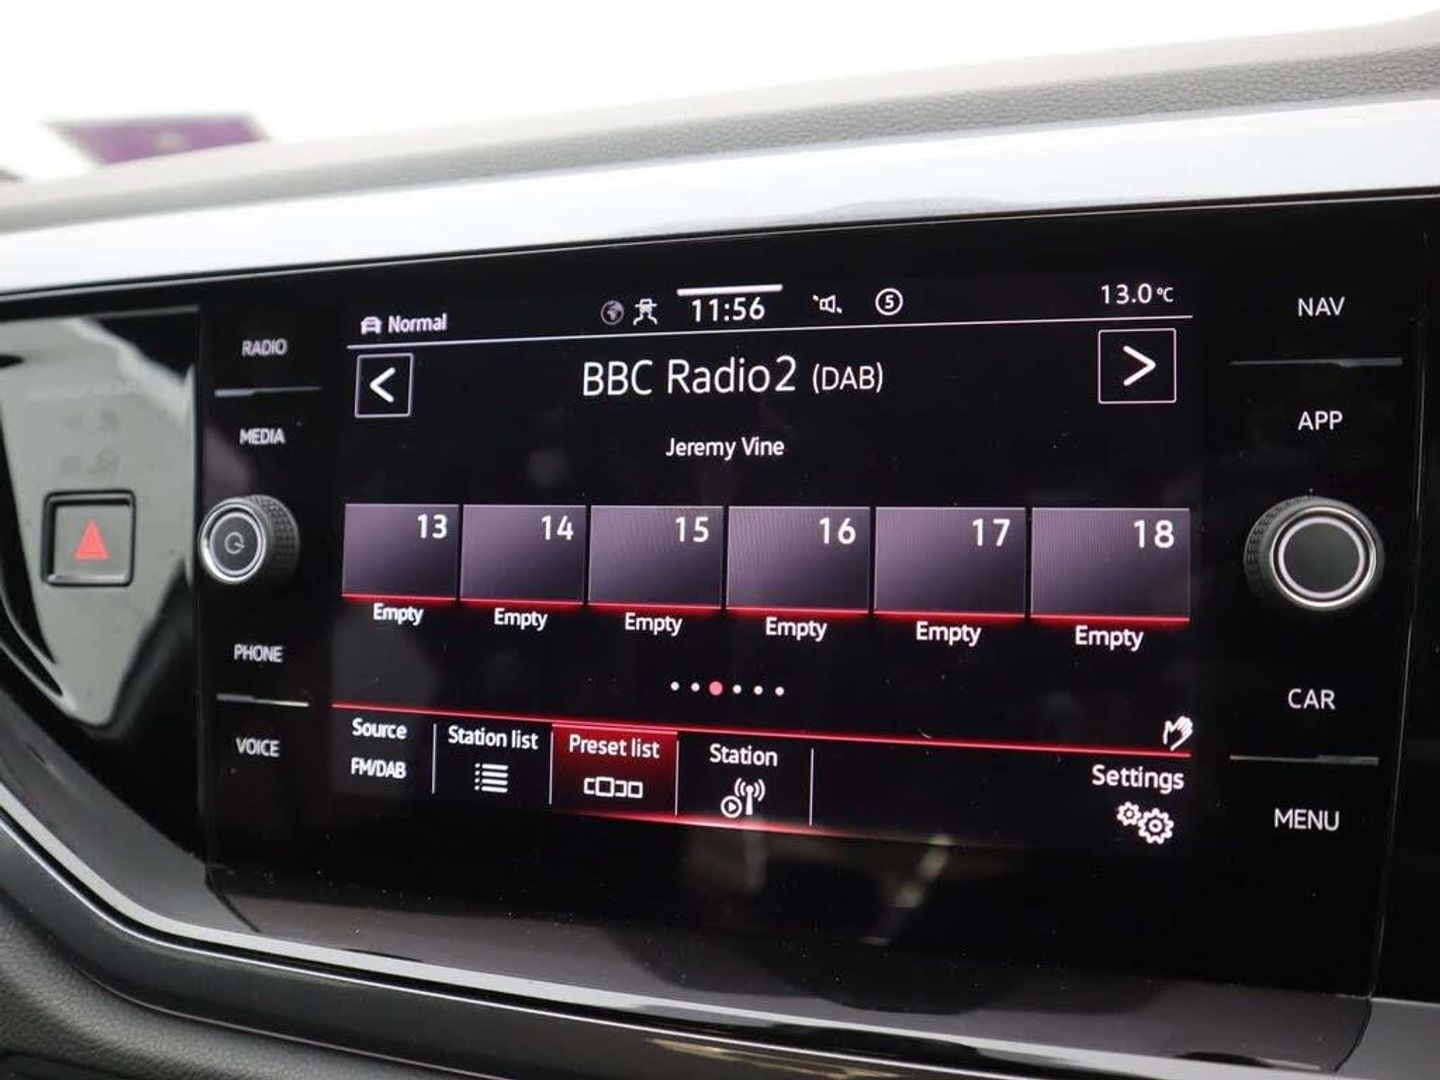 Normal 11:56 5 13.0°C
RADIO
MEDIA
PHONE
VOICE
< BBC Radio2 (DAB) >
Jeremy Vine
13 14 15 16 17 18
Empty Empty Empty Empty Empty Empty
Source Station list Preset list Station Settings
FM/DAB
NAV
APP
CAR
MENU